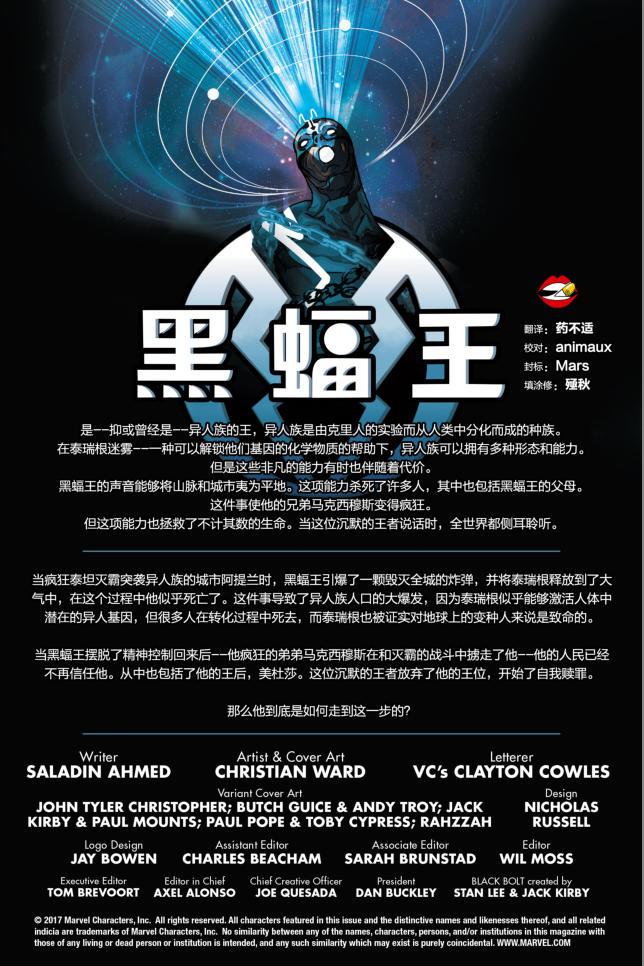 黑蝠王
翻译：药不适
校对：animaux
封标：Mars
填涂修：殛秋
是——抑或曾经是——异人族的王，异人族是由克里人的实验而从人类中分化而成的种族。
在泰瑞根迷雾——一种可以解锁他们基因的化学物质的帮助下，异人族可以拥有多种形态和能力。
但是这些非凡的能力有时也伴随着代价。
黑蝠王的声音能够将山脉和城市夷为平地。这项能力杀死了许多人，其中也包括黑蝠王的父母。
这件事使他的兄弟马克西穆斯变得疯狂。
但这项能力也拯救了不计其数的生命。当这位沉默的王者说话时，全世界都侧耳聆听。
当疯狂泰坦灭霸突袭异人族的城市阿提兰时，黑蝠王引爆了一颗毁灭全城的炸弹，并将泰瑞根释放到了大
气中，在这个过程中他似乎死亡了。这件事导致了异人族人口的大爆发，因为泰瑞根似乎能够激活人体中
潜在的异人基因，但很多人在转化过程中死去，而泰瑞根也被证实对地球上的变种人来说是致命的。
当黑蝠王摆脱了精神控制回来后——他疯狂的弟弟马克西穆斯在和灭霸的战斗中掳走了他——他的人民已经
不再信任他。从中也包括了他的王后，美杜莎。这位沉默的王者放弃了他的王位，开始了自我赎罪。
那么他到底是如何走到这一步的？
Writer
SALADIN AHMED
Artist & Cover Art
CHRISTIAN WARD
Letterer
VC's CLAYTON COWLES
Variant Cover Art
JOHN TYLER CHRISTOPHER; BUTCH GUICE & ANDY TROY; JACK
KIRBY & PAUL MOUNTS; PAUL POPE & TOBY CYPRESS; RAHZZAH
Design
NICHOLAS
RUSSELL
Logo Design
JAY BOWEN
Assistant Editor
CHARLES BEACHAM
Associate Editor
SARAH BRUNSTAD
Editor
WIL MOSS
Executive Editor
TOM BREVOORT
Editor in Chief
AXEL ALONSO
Chief Creative Officer
JOE QUESADA
President
DAN BUCKLEY
BLACK BOLT created by
STAN LEE & JACK KIRBY
© 2017 Marvel Characters, Inc. All rights reserved. All characters featured in this issue and the distinctive names and likenesses thereof, and all related
indicia are trademarks of Marvel Characters, Inc. No similarity between any of the names, characters, persons, and/or institutions in this magazine with
those of any living or dead person or institution is intended, and any such similarity which may exist is purely coincidental. WWW.MARVEL.COM